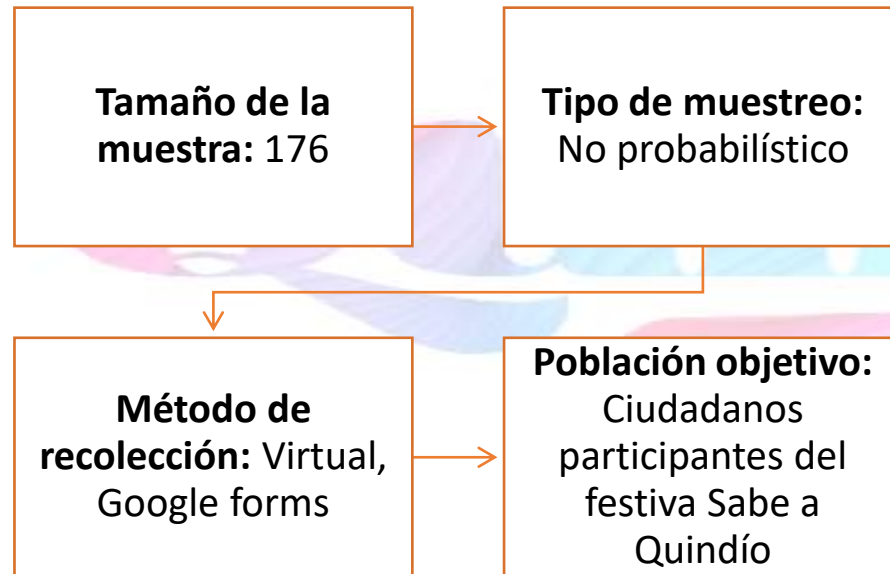 Tamaño de la
muestra: 176
Tipo de muestreo:
No probabilístico
Método de
recolección: Virtual,
Google forms
Población objetivo:
Ciudadanos
participantes del
festiva Sabe a
Quindío